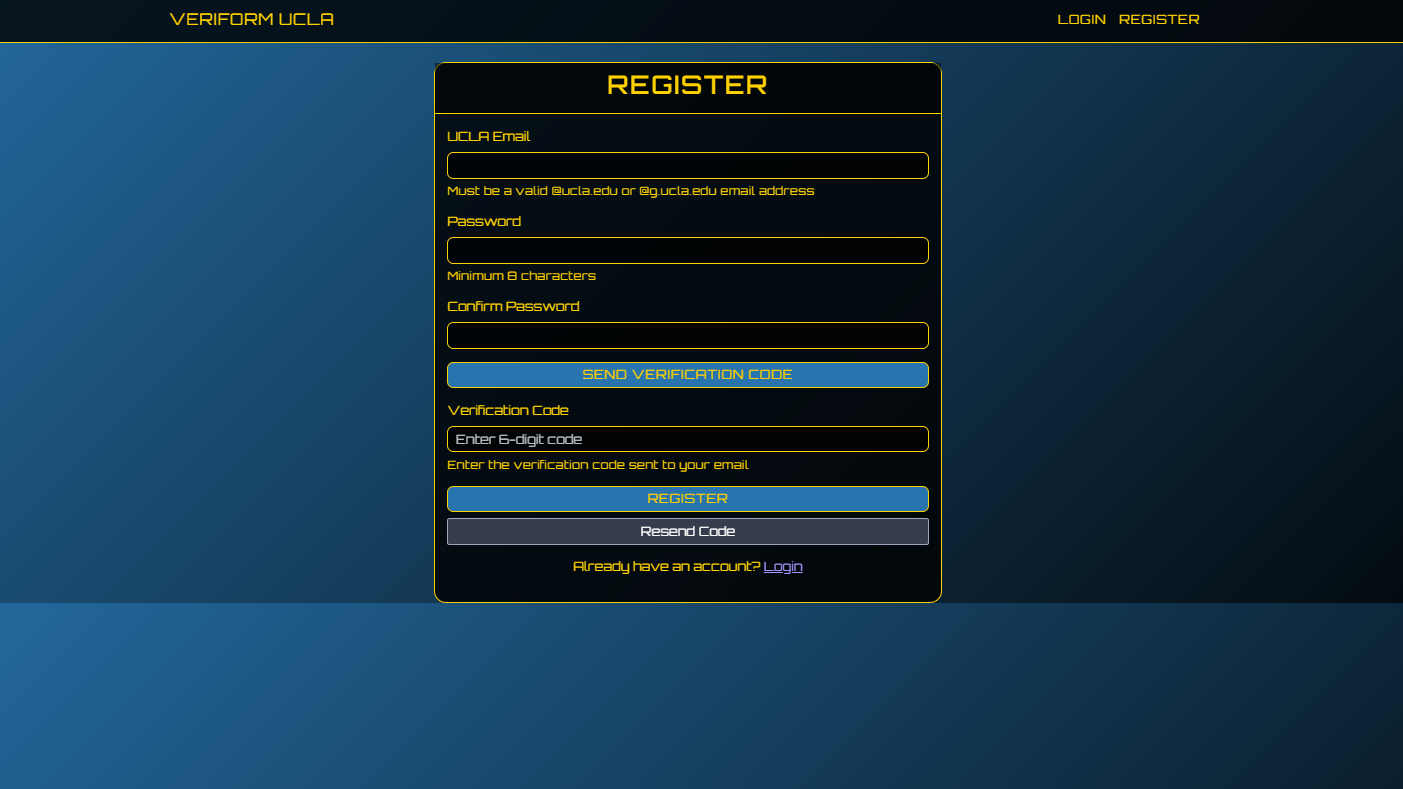 VERIFORM UCLA
LOGIN REGISTER
REGISTER
UCLA Email
Must be a valid @ucla.edu or @g.ucla.edu email address
Password
Minimum 8 characters
Confirm Password
SEND VERIFICATION CODE
Verification Code
Enter 6-digit code
Enter the verification code sent to your email
REGISTER
Resend Code
Already have an account? Login